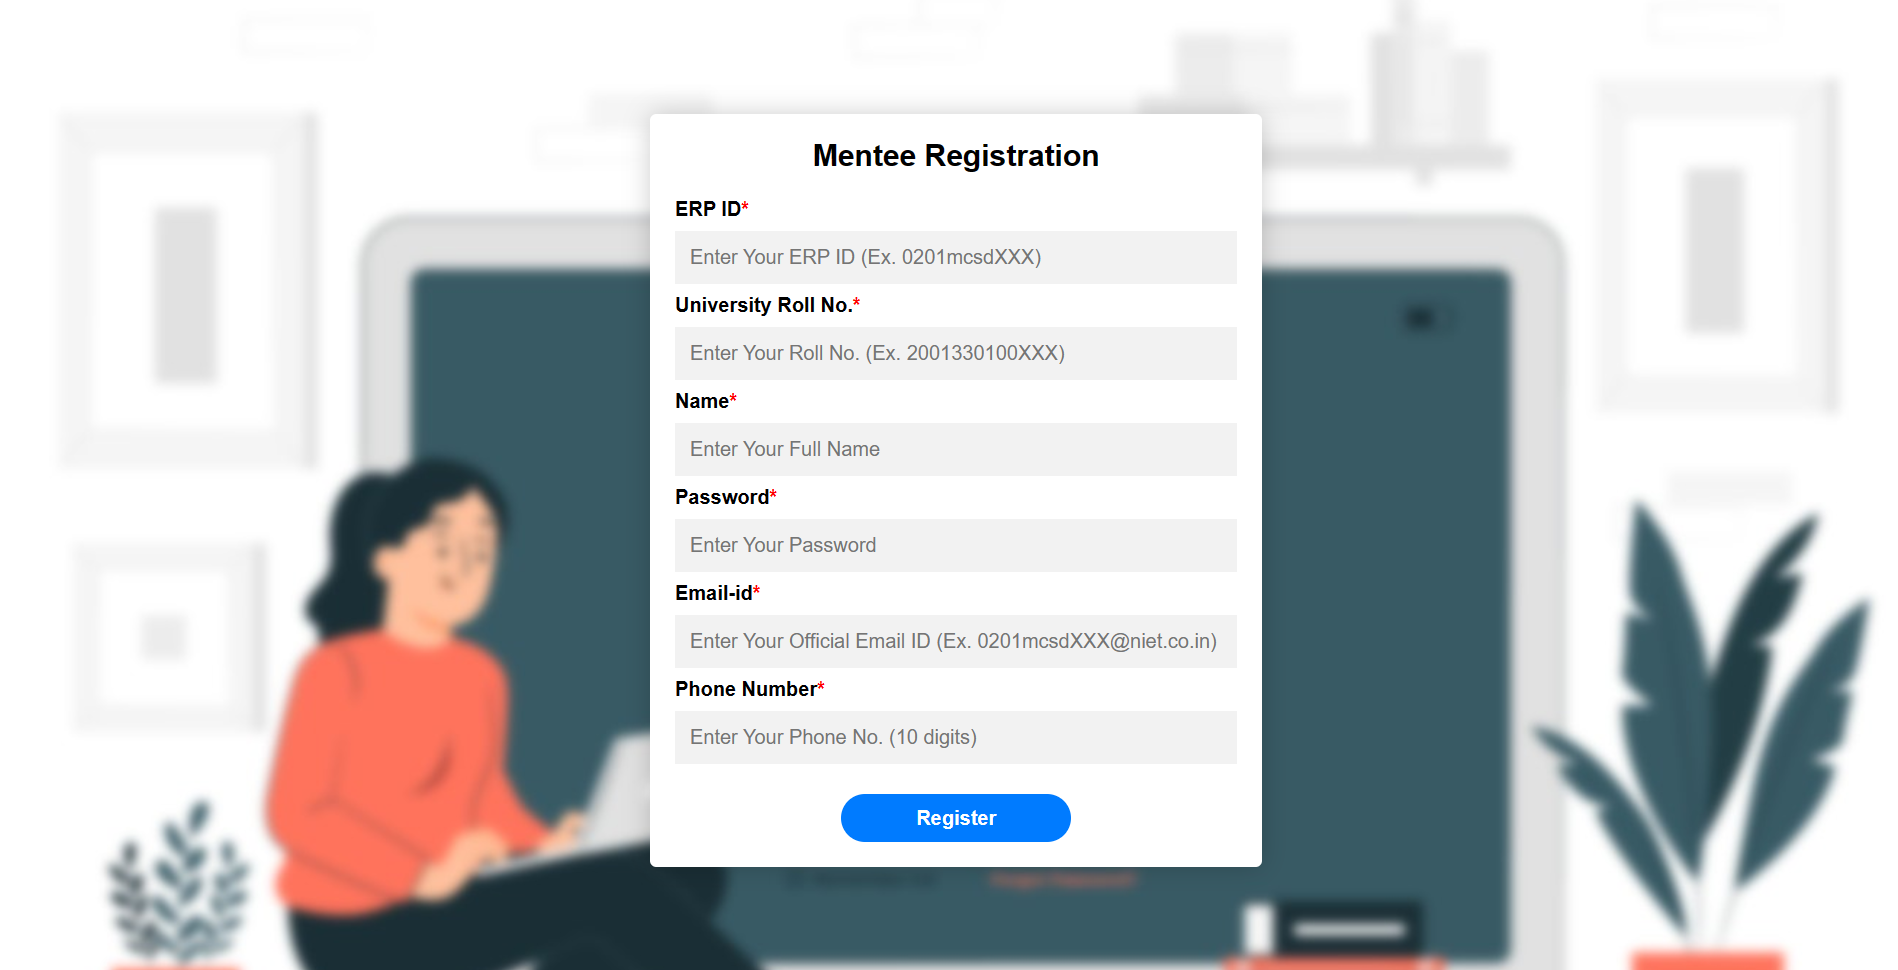 Mentee Registration
ERP ID*
Enter Your ERP ID (Ex. 0201mcsdXXX)
University Roll No.*
Enter Your Roll No. (Ex. 2001330100XXX)
Name*
Enter Your Full Name
Password*
Enter Your Password
Email-id*
Enter Your Official Email ID (Ex. 0201mcsdXXX@niet.co.in)
Phone Number*
Enter Your Phone No. (10 digits)
Register